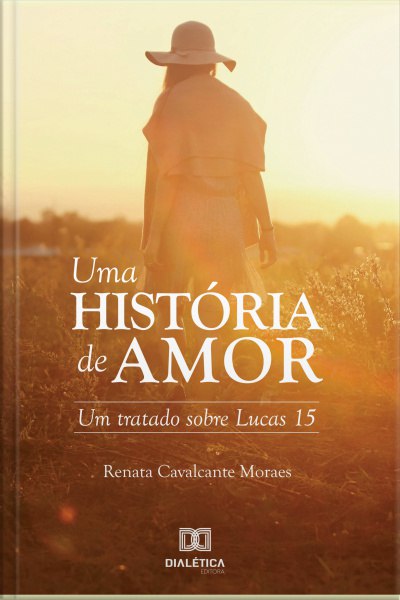 Uma
HISTÓRIA
de AMOR
Um tratado sobre Lucas 15
Renata Cavalcante Moraes
DIALÉTICA
EDITORA